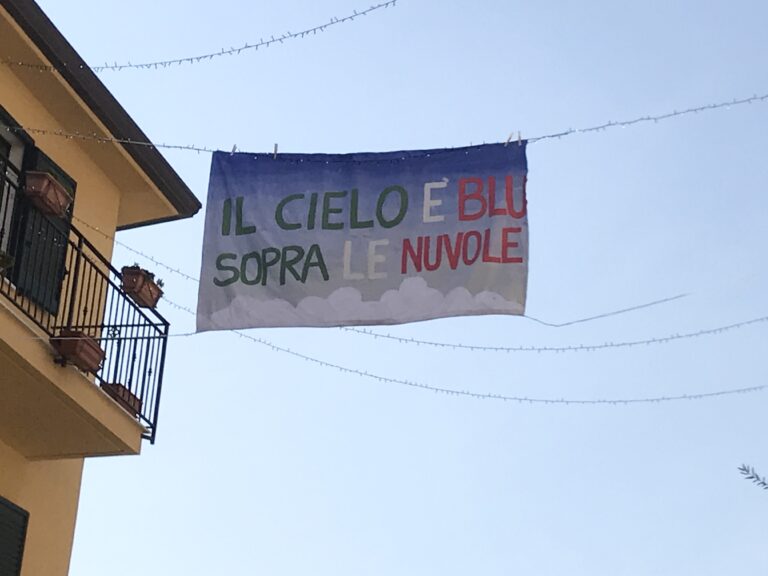 IL CIELO È BLU
SOPRA LE NUVOLE